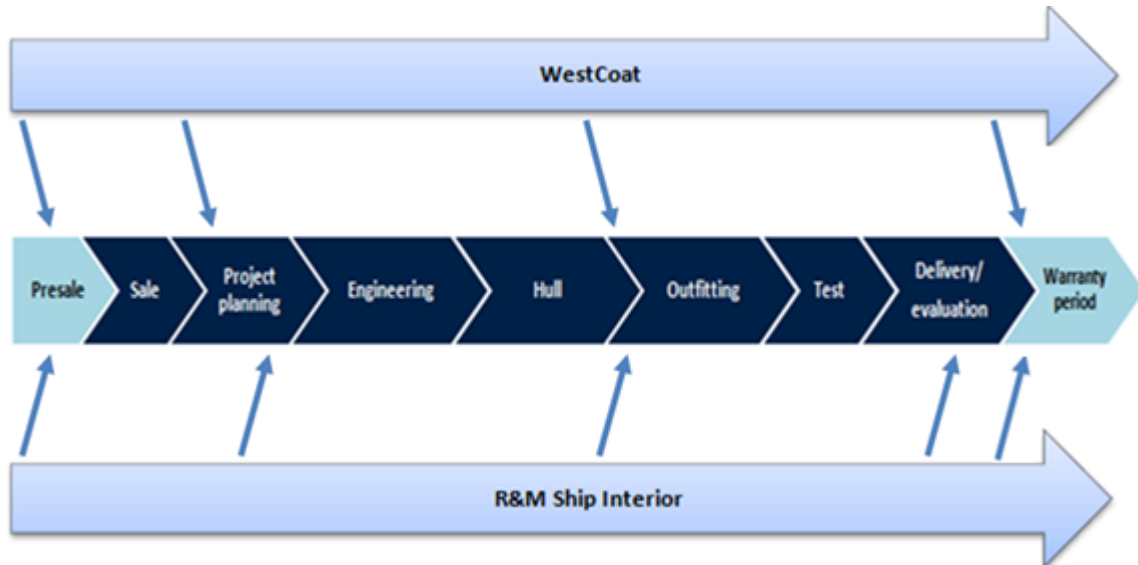 WestCoat
Presale
Sale
Project
planning
Engineering
Hull
Outfitting
Test
Delivery/
evaluation
Warranty
period
R&M Ship Interior